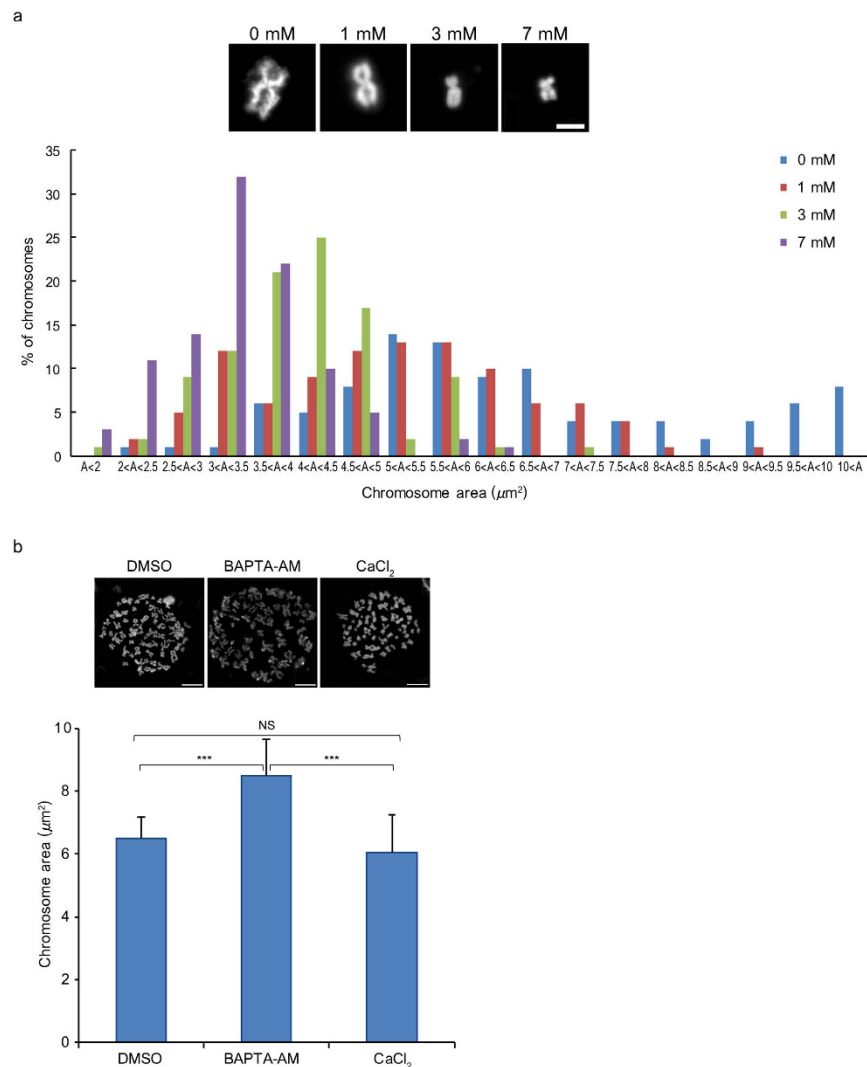 a
0 mM 1 mM 3 mM 7 mM
35
30
25
20
15
10
5
0
% of chromosomes
0 mM
1 mM
3 mM
7 mM
A<2 2<A<2.5 2.5<A<3 3<A<3.5 3.5<A<4 4<A<4.5 4.5<A<5 5<A<5.5 5.5<A<6 6<A<6.5 6.5<A<7 7<A<7.5 7.5<A<8 8<A<8.5 8.5<A<9 9<A<9.5 9.5<A<10 10<A
Chromosome area (μm²)
b
DMSO BAPTA-AM CaCl₂
10
8
6
4
2
0
Chromosome area (μm²)
NS
*** ***
DMSO BAPTA-AM CaCl₂